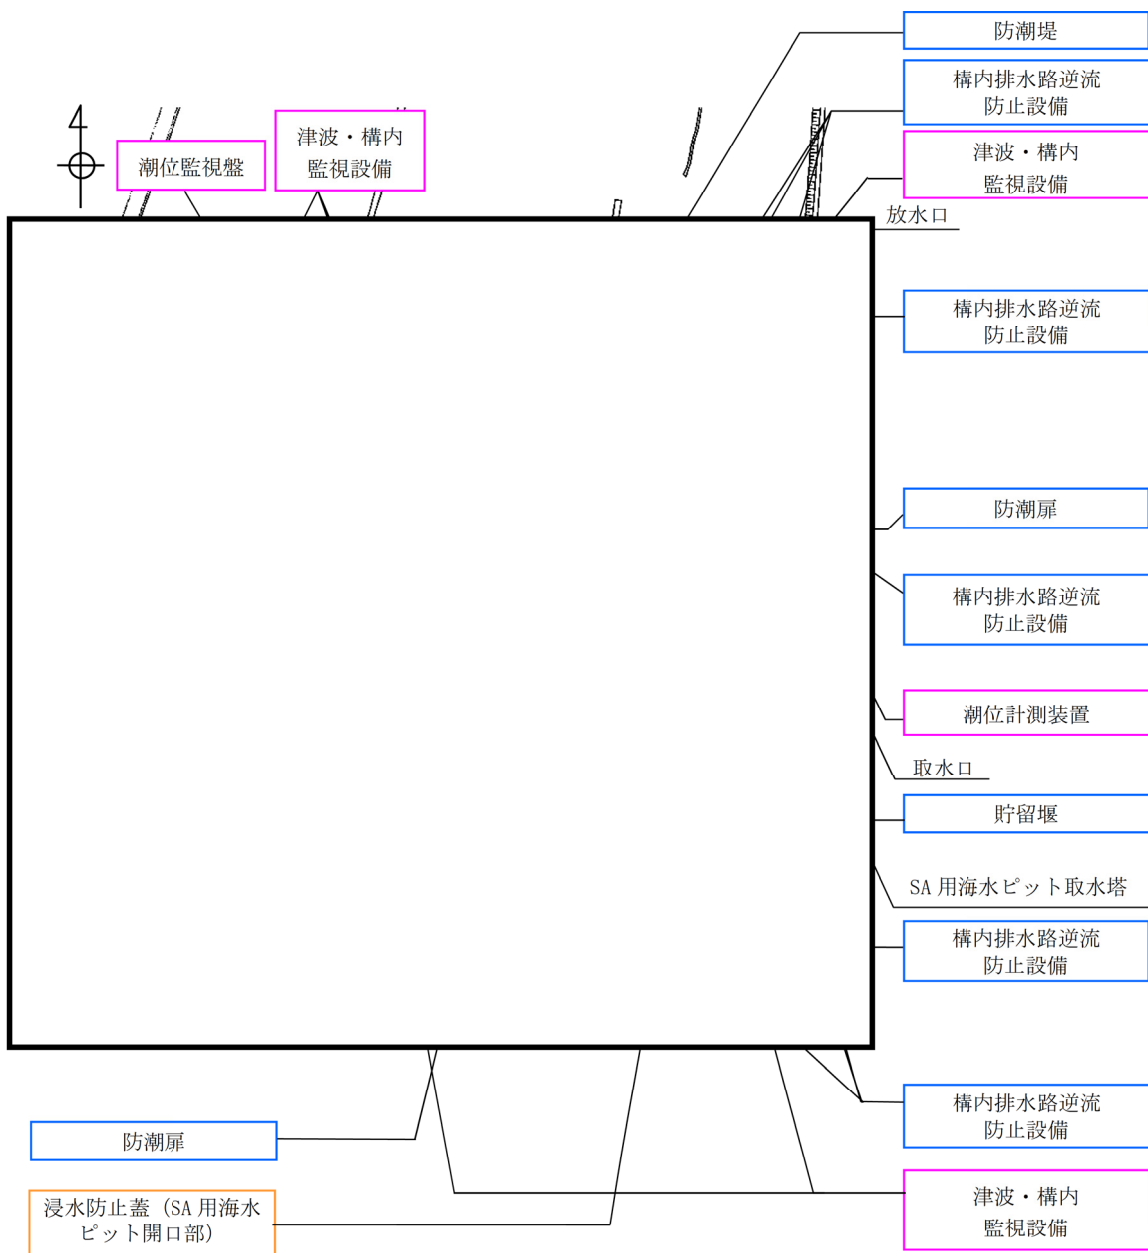 防潮堤
構内排水路逆流
防止設備
津波・構内
監視設備
潮位監視盤
津波・構内
監視設備
放水口
構内排水路逆流
防止設備
防潮扉
構内排水路逆流
防止設備
潮位計測装置
取水口
貯留堰
SA用海水ピット取水塔
構内排水路逆流
防止設備
構内排水路逆流
防止設備
防潮扉
浸水防止蓋（SA用海水
ピット開口部）
津波・構内
監視設備